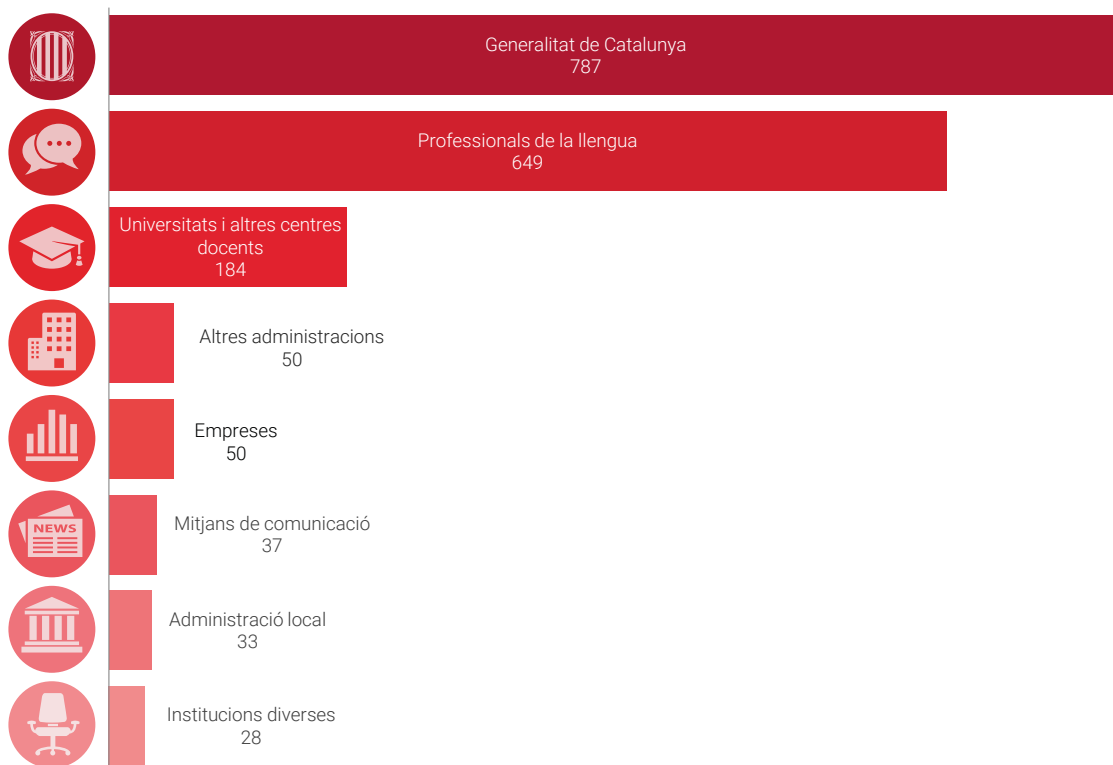 Generalitat de Catalunya
787
Professionals de la llengua
649
Universitats i altres centres
docents
184
Altres administracions
50
Empreses
50
NEWS
Mitjans de comunicació
37
Administració local
33
Institucions diverses
28